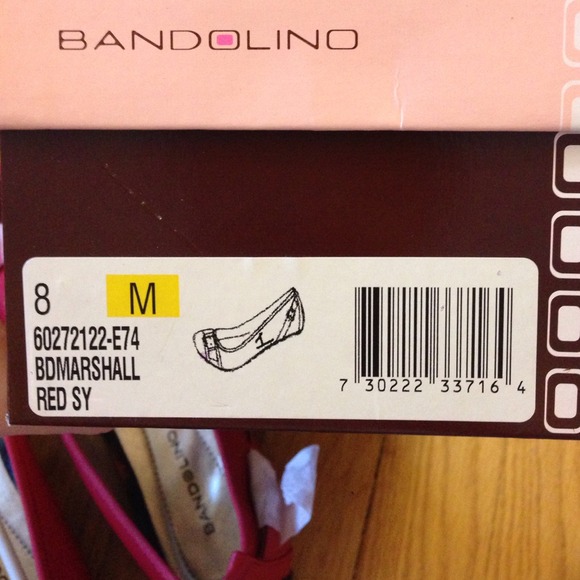 BANDOLINO
8 M
60272122-E74
BDMARSHALL
RED SY
7 30222 33716 4
BANDOLINO